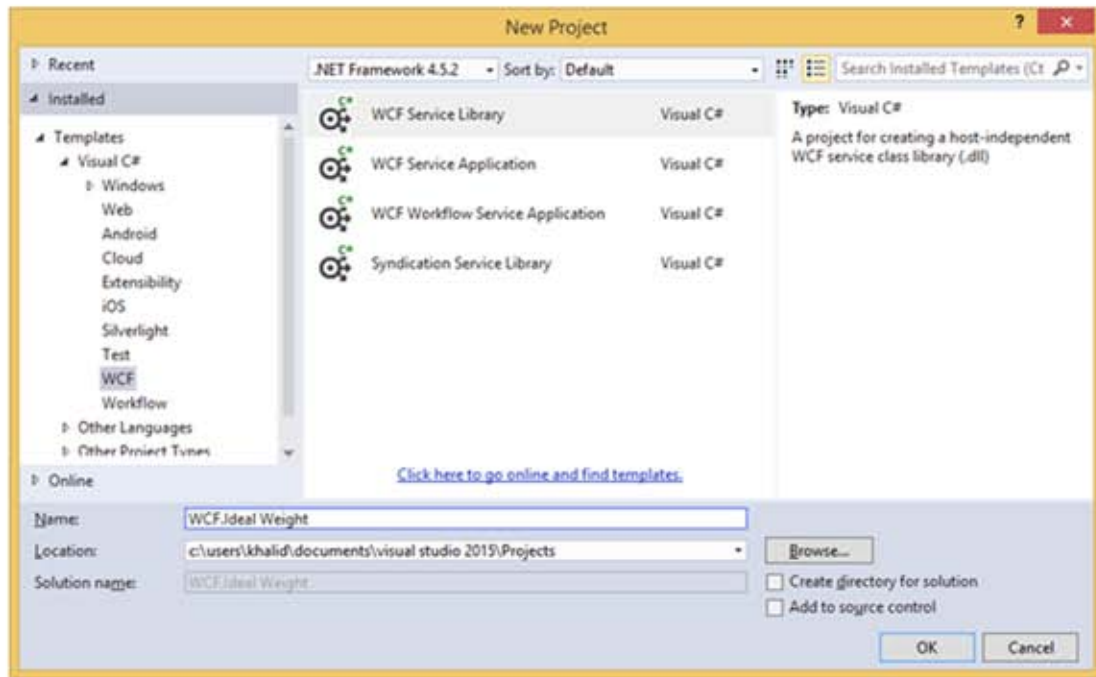 New Project
?
Recent
.NET Framework 4.5.2
Sort by: Default
Search Installed Templates (Ct
Installed
Templates
Visual C#
Windows
Web
Android
Cloud
Extensibility
iOS
Silverlight
Test
WCF
Workflow
Other Languages
Other Project Types
Online
C#
WCF Service Library
Visual C#
C#
WCF Service Application
Visual C#
C#
WCF Workflow Service Application
Visual C#
C#
Syndication Service Library
Visual C#
Click here to go online and find templates.
Type: Visual C#
A project for creating a host-independent
WCF service class library (.dll)
Name:
WCF.Ideal Weight
Location:
c:\users\khalid\documents\visual studio 2015\Projects
Browse...
Solution name:
WCF.Ideal Weight
Create directory for solution
Add to source control
OK
Cancel